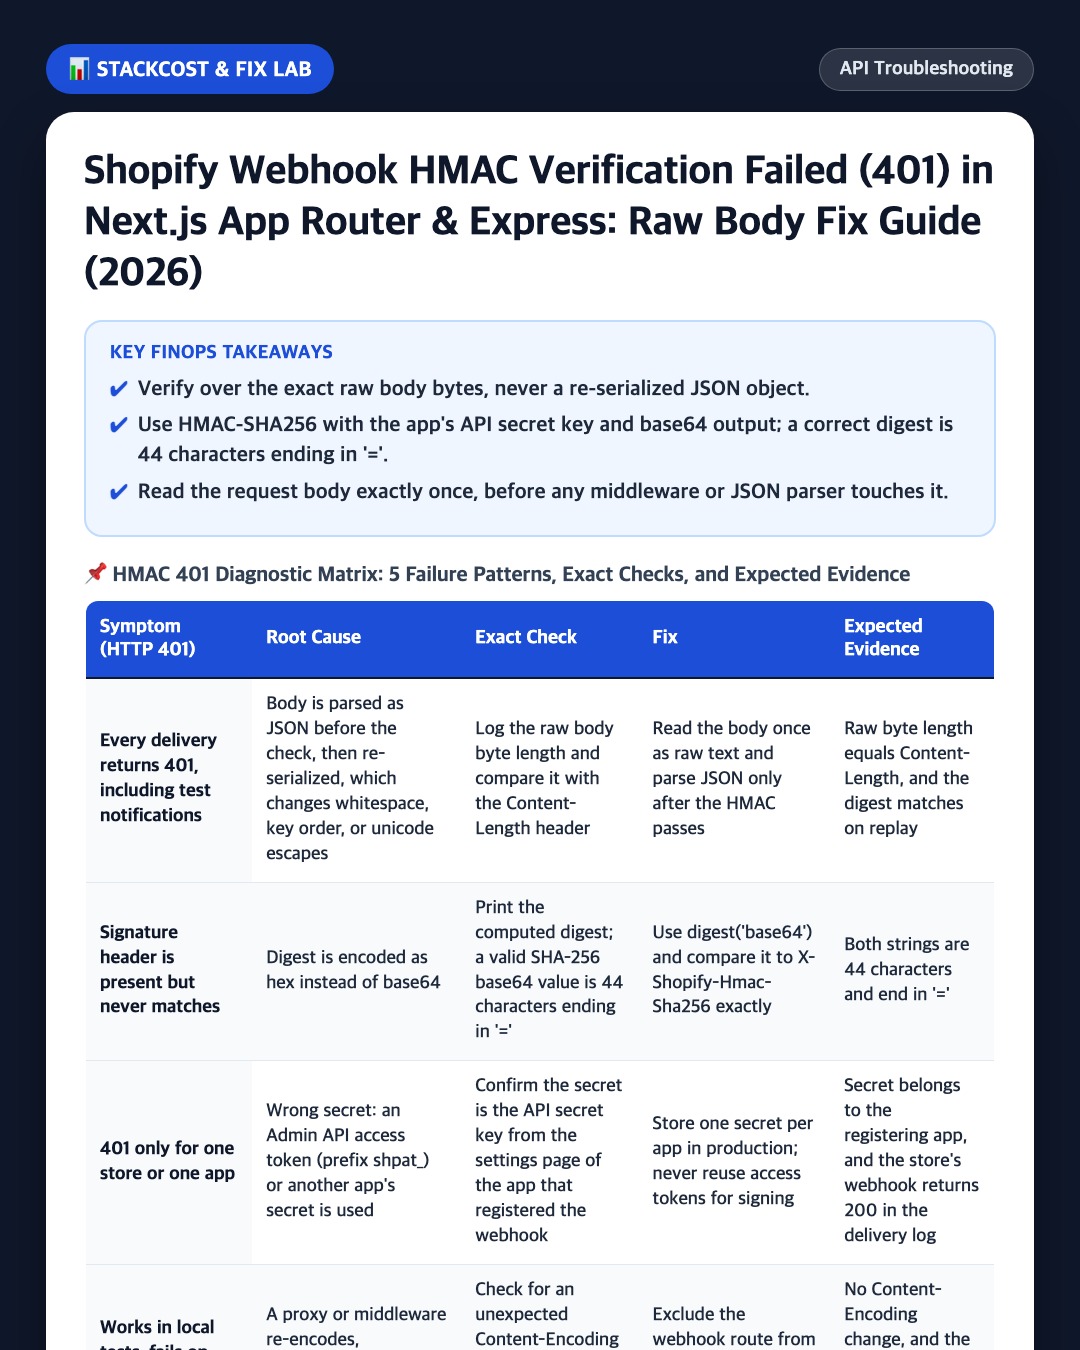 📊 STACKCOST & FIX LAB
API Troubleshooting
Shopify Webhook HMAC Verification Failed (401) in
Next.js App Router & Express: Raw Body Fix Guide
(2026)
KEY FINOPS TAKEAWAYS
✔ Verify over the exact raw body bytes, never a re-serialized JSON object.
✔ Use HMAC-SHA256 with the app's API secret key and base64 output; a correct digest is
44 characters ending in '='.
✔ Read the request body exactly once, before any middleware or JSON parser touches it.
📌 HMAC 401 Diagnostic Matrix: 5 Failure Patterns, Exact Checks, and Expected Evidence
Symptom
(HTTP 401)
Root Cause
Exact Check
Fix
Expected
Evidence
Every delivery
returns 401,
including test
notifications
Body is parsed as
JSON before the
check, then re-
serialized, which
changes whitespace,
key order, or unicode
escapes
Log the raw body
byte length and
compare it with
the Content-
Length header
Read the body once
as raw text and
parse JSON only
after the HMAC
passes
Raw byte length
equals Content-
Length, and the
digest matches
on replay
Signature
header is
present but
never matches
Digest is encoded as
hex instead of base64
Print the
computed digest;
a valid SHA-256
base64 value is 44
characters ending
in '='
Use digest('base64')
and compare it to X-
Shopify-Hmac-
Sha256 exactly
Both strings are
44 characters
and end in '='
401 only for one
store or one app
Wrong secret: an
Admin API access
token (prefix shpat_)
or another app's
secret is used
Confirm the secret
is the API secret
key from the
settings page of
the app that
registered the
webhook
Store one secret per
app in production;
never reuse access
tokens for signing
Secret belongs
to the
registering app,
and the store's
webhook returns
200 in the
delivery log
Works in local
A proxy or middleware
re-encodes,
Check for an
unexpected
Content-Encoding
Exclude the
webhook route from
No Content-
Encoding
change, and the